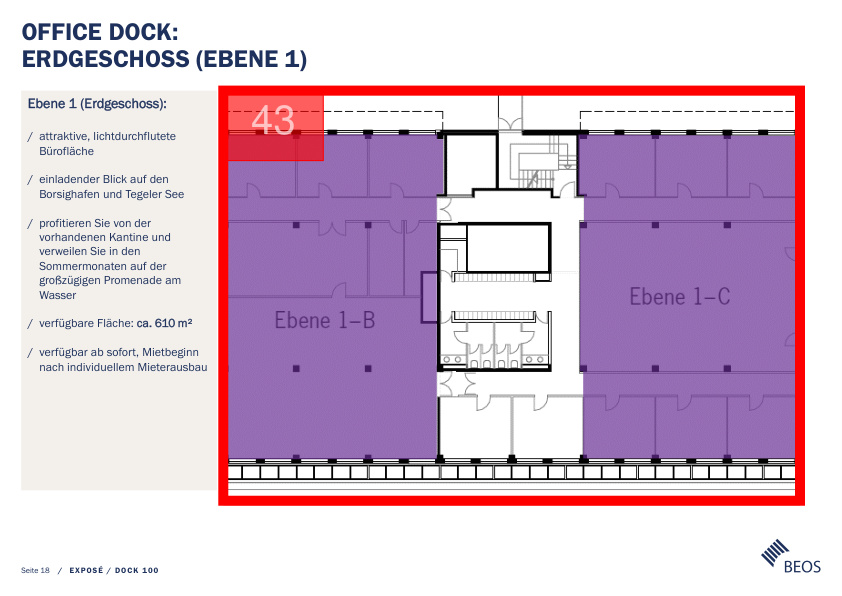 OFFICE DOCK:
ERDGESCHOSS (EBENE 1)
Ebene 1 (Erdgeschoss):
/ attraktive, lichtdurchflutete
Bürofläche
/ einladender Blick auf den
Borsighafen und Tegeler See
/ profitieren Sie von der
vorhandenen Kantine und
verweilen Sie in den
Sommermonaten auf der
großzügigen Promenade am
Wasser
/ verfügbare Fläche: ca. 610 m²
/ verfügbar ab sofort, Mietbeginn
nach individuellem Mieterausbau
43
Ebene 1–B
Ebene 1–C
Seite 18 / EXPOSÉ / DOCK 100
BEOS